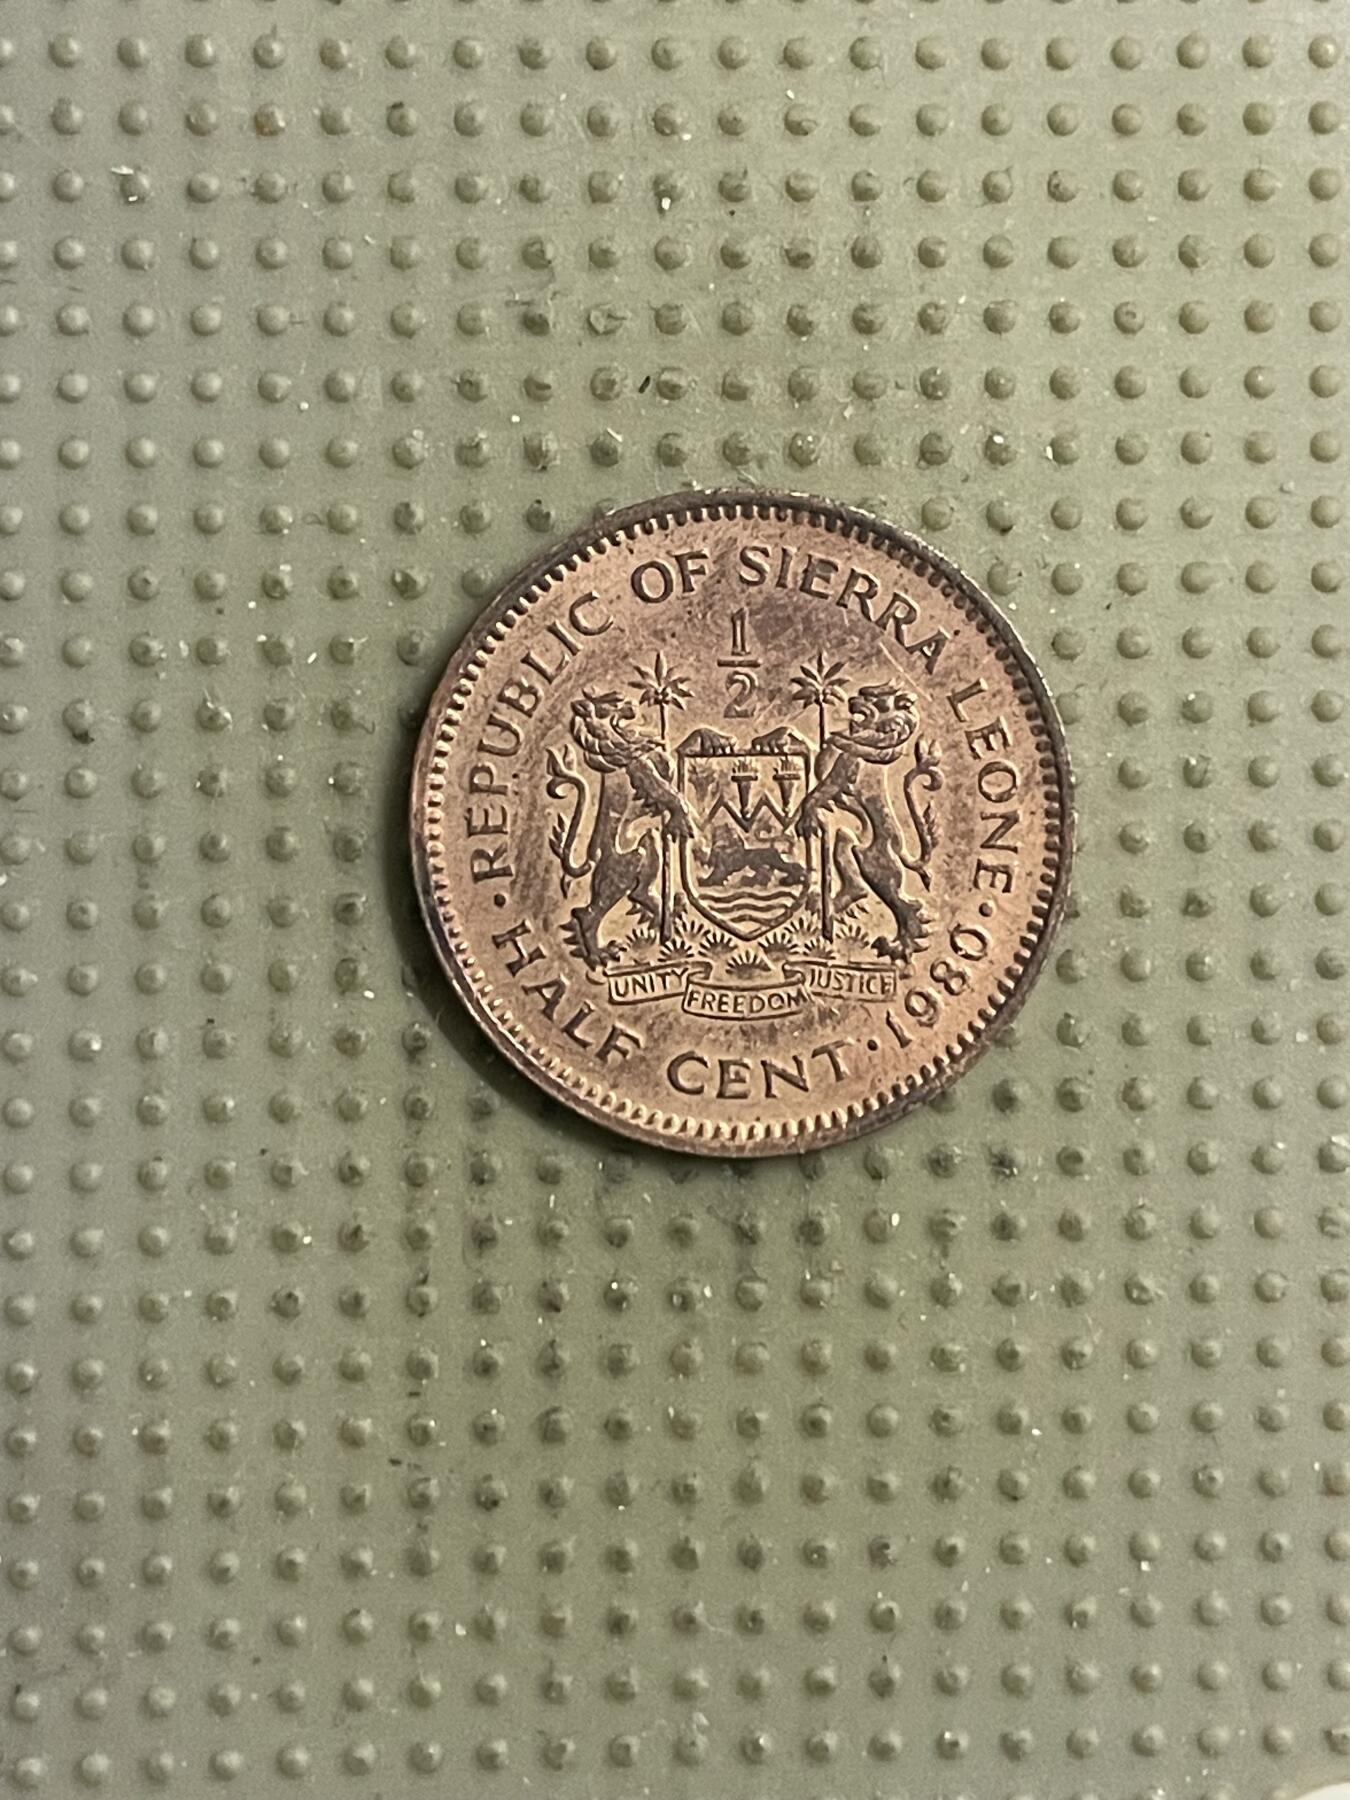 ·REPUBLIC OF SIERRA LEONE·
1/2
UNITY FREEDOM JUSTICE
HALF CENT·1980